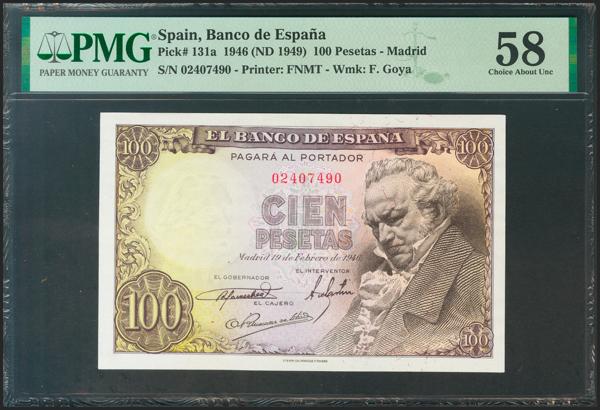 PMG
PAPER MONEY GUARANTY
Spain, Banco de España
Pick# 131a 1946 (ND 1949) 100 Pesetas - Madrid
S/N 02407490 - Printer: FNMT - Wmk: F. Goya
58
Choice About Unc
100
100
EL BANCO DE ESPAÑA
PAGARÁ AL PORTADOR
02407490
CIEN
PESETAS
Madrid 19 de Febrero de 1946
EL GOBERNADOR
EL INTERVENTOR
EL CAJERO
100
100